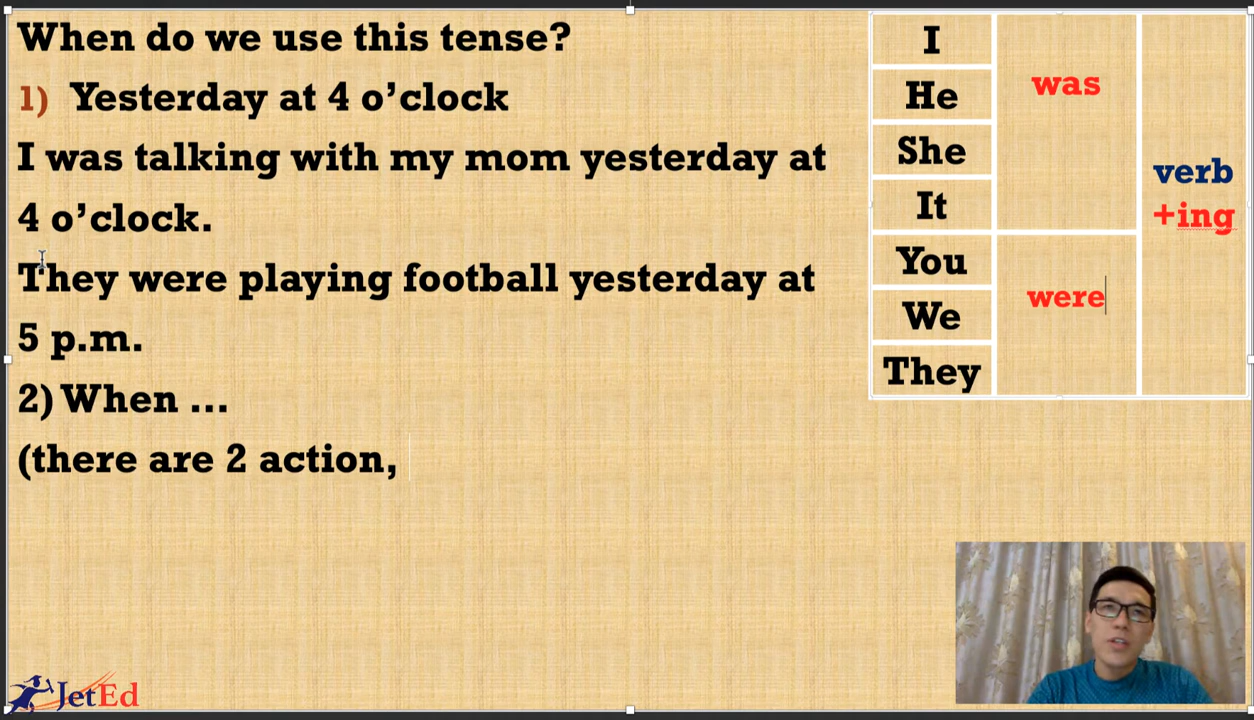 When do we use this tense?
1) Yesterday at 4 o’clock
I was talking with my mom yesterday at
4 o’clock.
They were playing football yesterday at
5 p.m.
2) When ...
(there are 2 action,
I
He
She
It
You
We
They
was
were
verb
+ing
JetEd